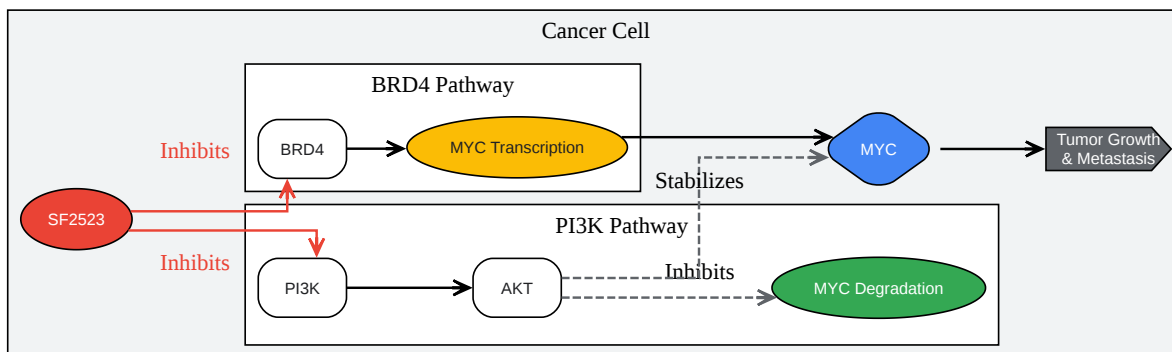 Cancer Cell
BRD4 Pathway
Inhibits
BRD4
MYC Transcription
MYC
Tumor Growth
& Metastasis
Stabilizes
SF2523
PI3K Pathway
Inhibits
Inhibits
PI3K
AKT
MYC Degradation